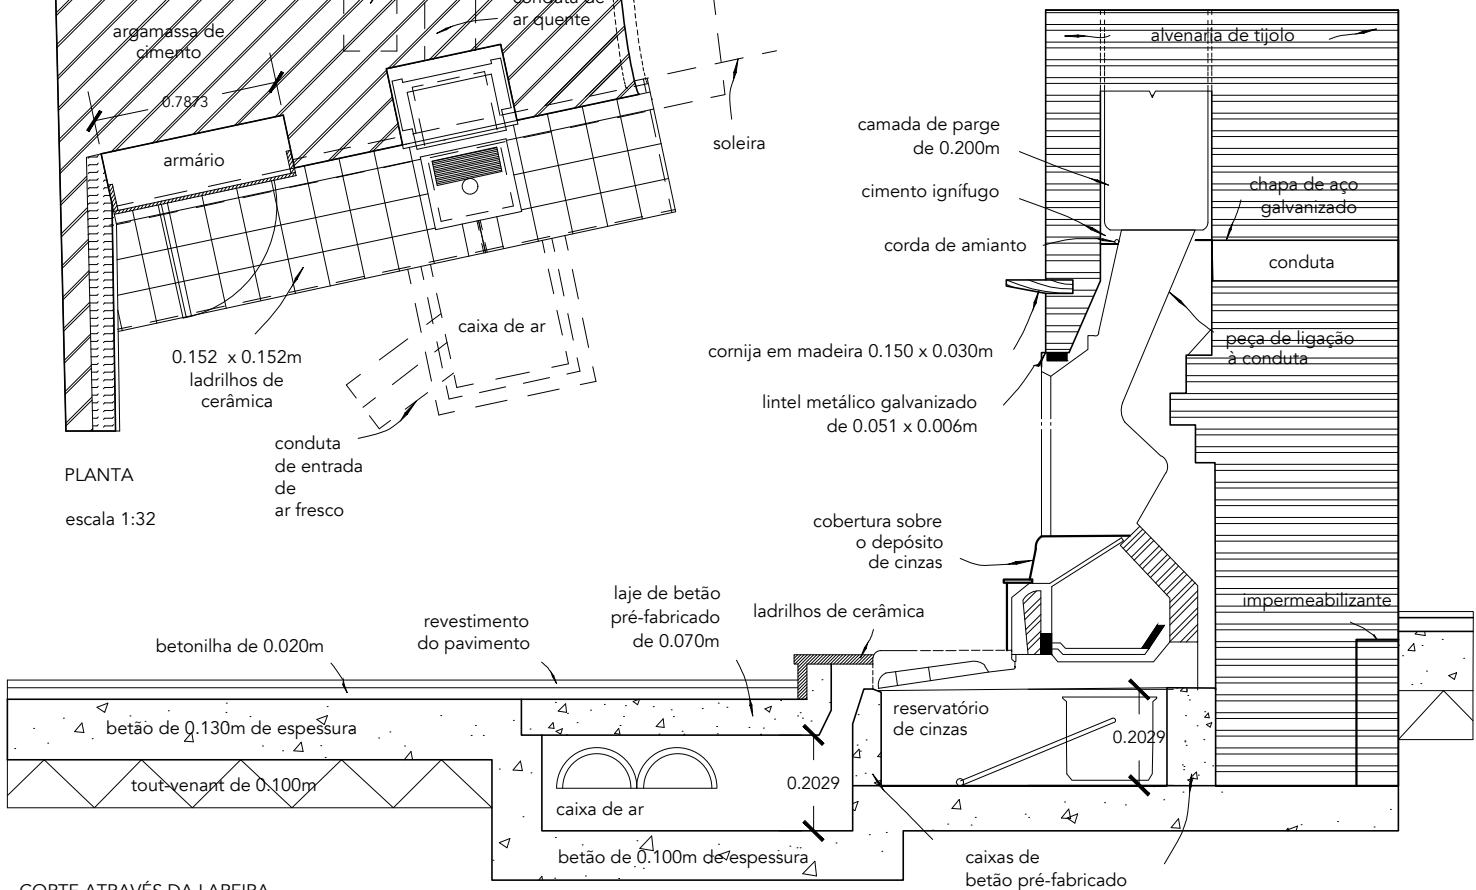 conduta de
ar quente
argamassa de
cimento
0.7873
armário
soleira
caixa de ar
0.152 x 0.152m
ladrilhos de
cerâmica
conduta
de entrada
de
ar fresco
PLANTA
escala 1:32
alvenaria de tijolo
camada de parge
de 0.200m
cimento ignífugo
corda de amianto
chapa de aço
galvanizado
conduta
cornija em madeira 0.150 x 0.030m
peça de ligação
à conduta
lintel metálico galvanizado
de 0.051 x 0.006m
cobertura sobre
o depósito
de cinzas
laje de betão
pré-fabricado
de 0.070m
ladrilhos de cerâmica
impermeabilizante
revestimento
do pavimento
betonilha de 0.020m
betão de 0.130m de espessura
tout-venant de 0.100m
caixa de ar
0.2029
reservatório
de cinzas
0.2029
betão de 0.100m de espessura
caixas de
betão pré-fabricado
CORTE ATRAVÉS DA LAREIRA